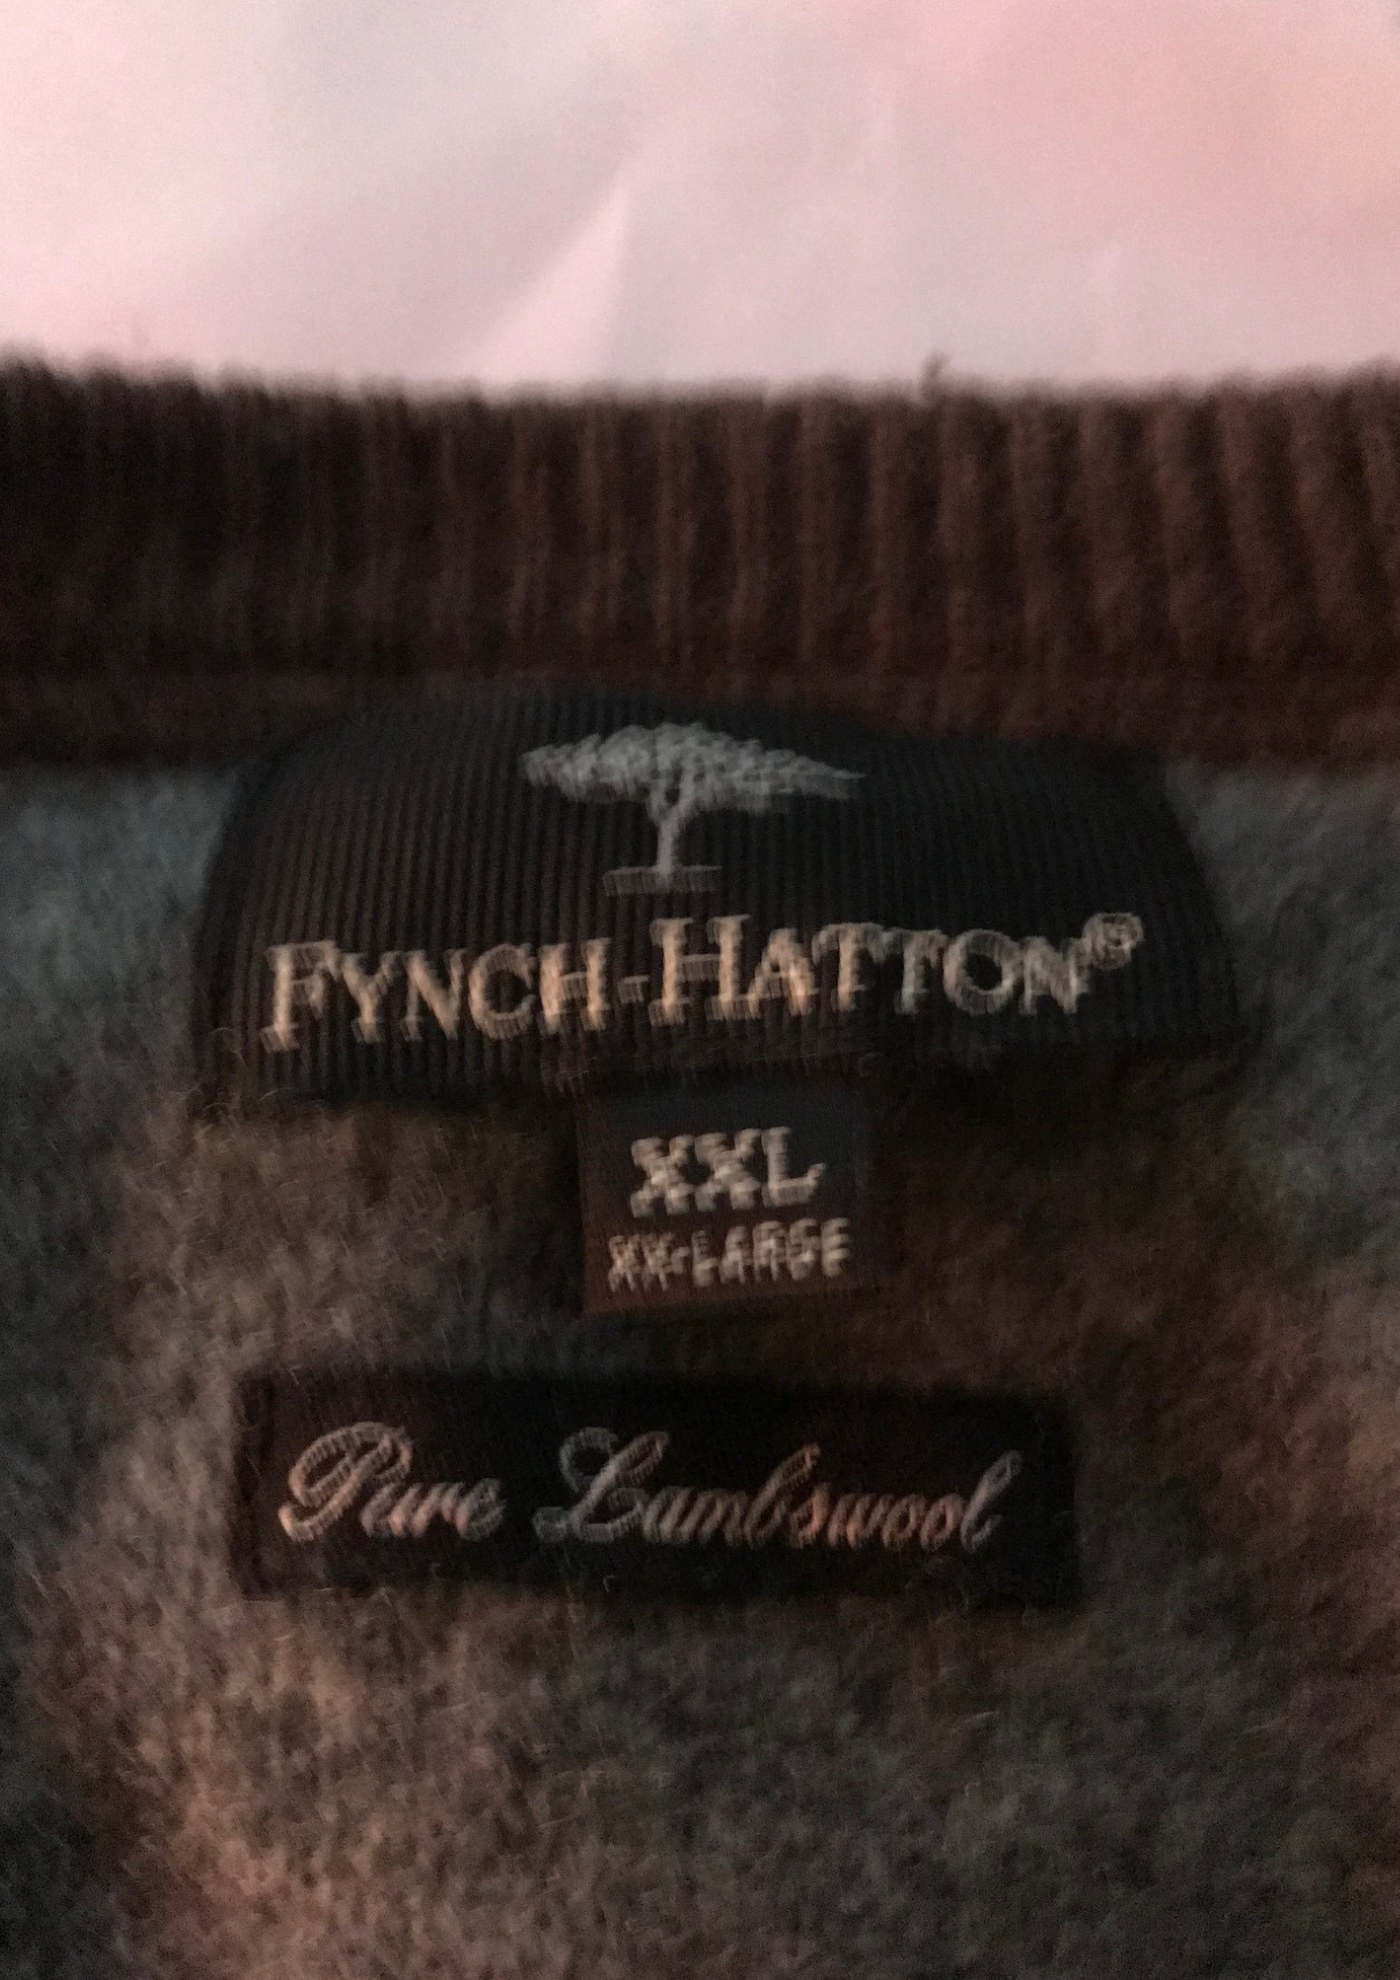 FYNCH-HATTON®
XXL
XX-LARGE
Pure Lambswool